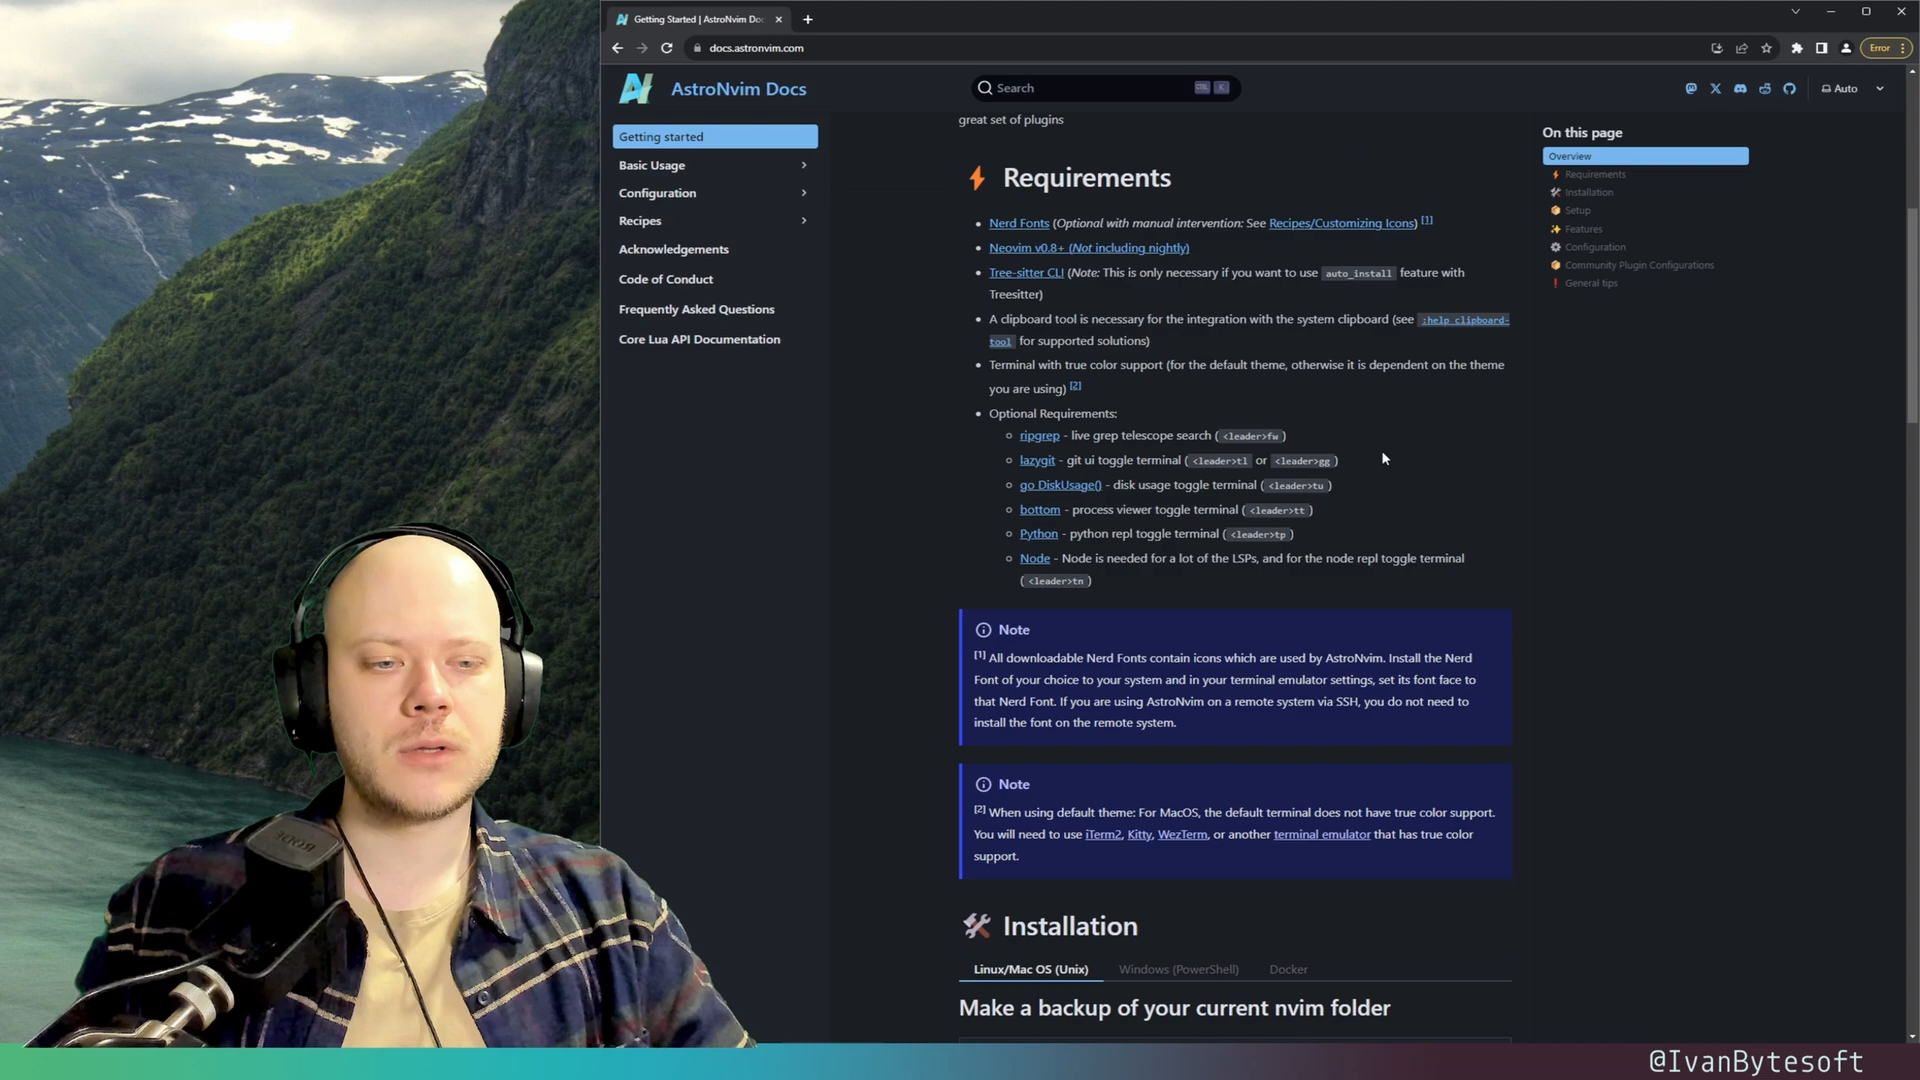 Getting Started | AstroNvim Doc
docs.astronvim.com
Error
AstroNvim Docs
Search
CTRL K
Auto
Getting started
Basic Usage
Configuration
Recipes
Acknowledgements
Code of Conduct
Frequently Asked Questions
Core Lua API Documentation
great set of plugins
Requirements
Nerd Fonts (Optional with manual intervention: See Recipes/Customizing Icons) [1]
Neovim v0.8+ (Not including nightly)
Tree-sitter CLI (Note: This is only necessary if you want to use auto_install feature with
Treesitter)
A clipboard tool is necessary for the integration with the system clipboard (see :help clipboard-
tool for supported solutions)
Terminal with true color support (for the default theme, otherwise it is dependent on the theme
you are using) [2]
Optional Requirements:
ripgrep - live grep telescope search ( <leader>fw )
lazygit - git ui toggle terminal ( <leader>tl or <leader>gg )
go DiskUsage() - disk usage toggle terminal ( <leader>tu )
bottom - process viewer toggle terminal ( <leader>tt )
Python - python repl toggle terminal ( <leader>tp )
Node - Node is needed for a lot of the LSPs, and for the node repl toggle terminal
( <leader>tn )
Note
[1] All downloadable Nerd Fonts contain icons which are used by AstroNvim. Install the Nerd
Font of your choice to your system and in your terminal emulator settings, set its font face to
that Nerd Font. If you are using AstroNvim on a remote system via SSH, you do not need to
install the font on the remote system.
Note
[2] When using default theme: For MacOS, the default terminal does not have true color support.
You will need to use iTerm2, Kitty, WezTerm, or another terminal emulator that has true color
support.
Installation
Linux/Mac OS (Unix) Windows (PowerShell) Docker
Make a backup of your current nvim folder
On this page
Overview
Requirements
Installation
Setup
Features
Configuration
Community Plugin Configurations
General tips
RODE
@IvanBytesoft